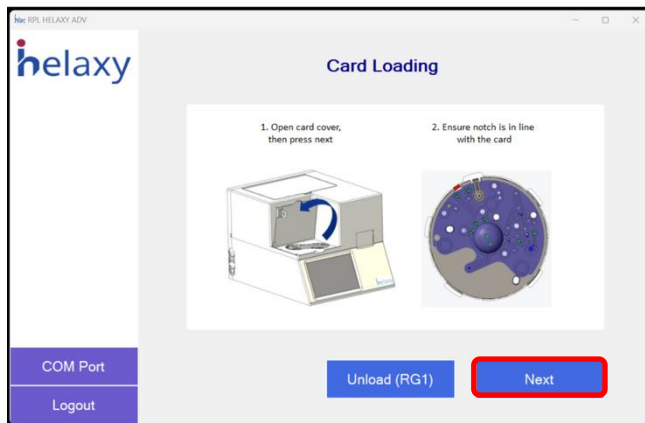 RPL HELAXY ADV
helaxy
Card Loading
1. Open card cover,
then press next
2. Ensure notch is in line
with the card
COM Port
Logout
Unload (RG1)
Next